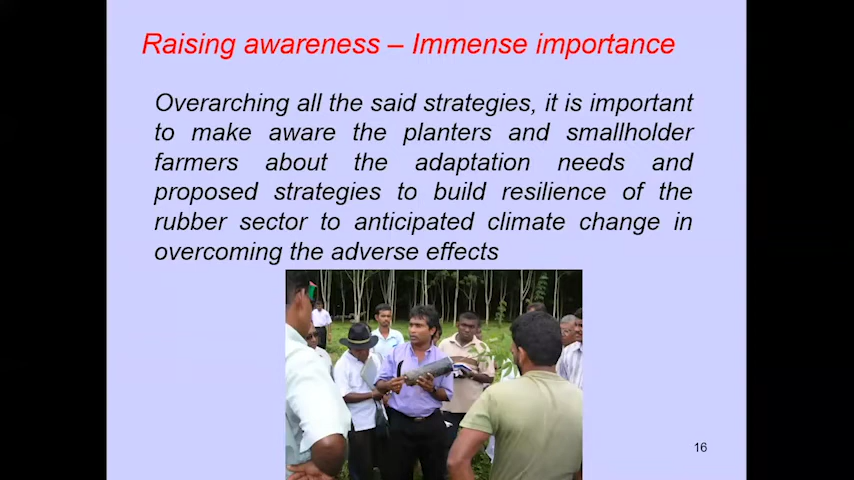 Raising awareness – Immense importance
Overarching all the said strategies, it is important
to make aware the planters and smallholder
farmers about the adaptation needs and
proposed strategies to build resilience of the
rubber sector to anticipated climate change in
overcoming the adverse effects
16